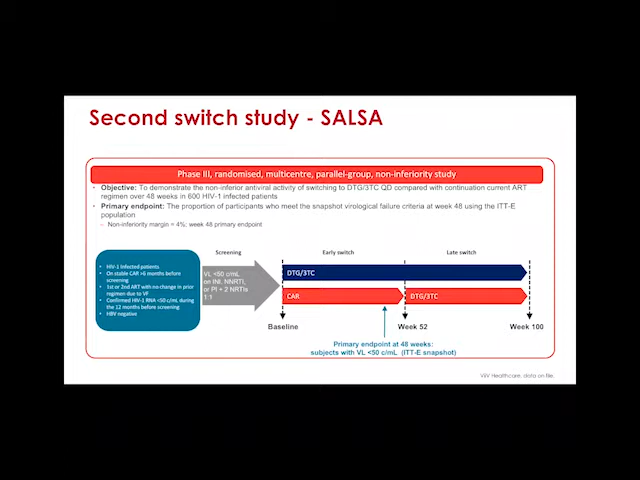 Second switch study - SALSA
Phase III, randomised, multicentre, parallel-group, non-inferiority study
• Objective: To demonstrate the non-inferior antiviral activity of switching to DTG/3TC QD compared with continuation current ART
regimen over 48 weeks in 600 HIV-1 infected patients
• Primary endpoint: The proportion of participants who meet the snapshot virological failure criteria at week 48 using the ITT-E
population
– Non-inferiority margin = 4%: week 48 primary endpoint
Screening
Early switch
Late switch
• HIV-1 infected patients
• On stable CAR >6 months before
screening
• 1st or 2nd ART with no change in prior
regimen due to VF
• Confirmed HIV-1 RNA <50 c/mL during
the 12 months before screening
• HBV negative
VL <50 c/mL
on INI, NNRTI,
or PI + 2 NRTIs
1:1
DTG/3TC
CAR
DTG/3TC
Baseline
Week 52
Week 100
Primary endpoint at 48 weeks:
subjects with VL <50 c/mL (ITT-E snapshot)
ViiV Healthcare, data on file.